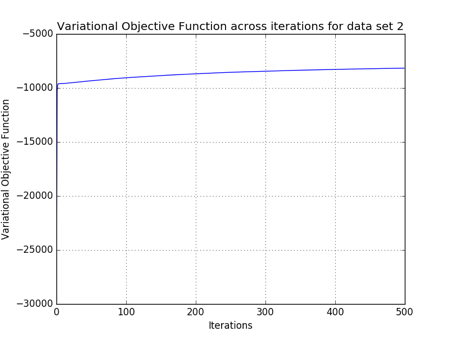 Variational Objective Function across iterations for data set 2
−5000
−10000
−15000
−20000
−25000
−30000
Variational Objective Function
0 100 200 300 400 500
Iterations